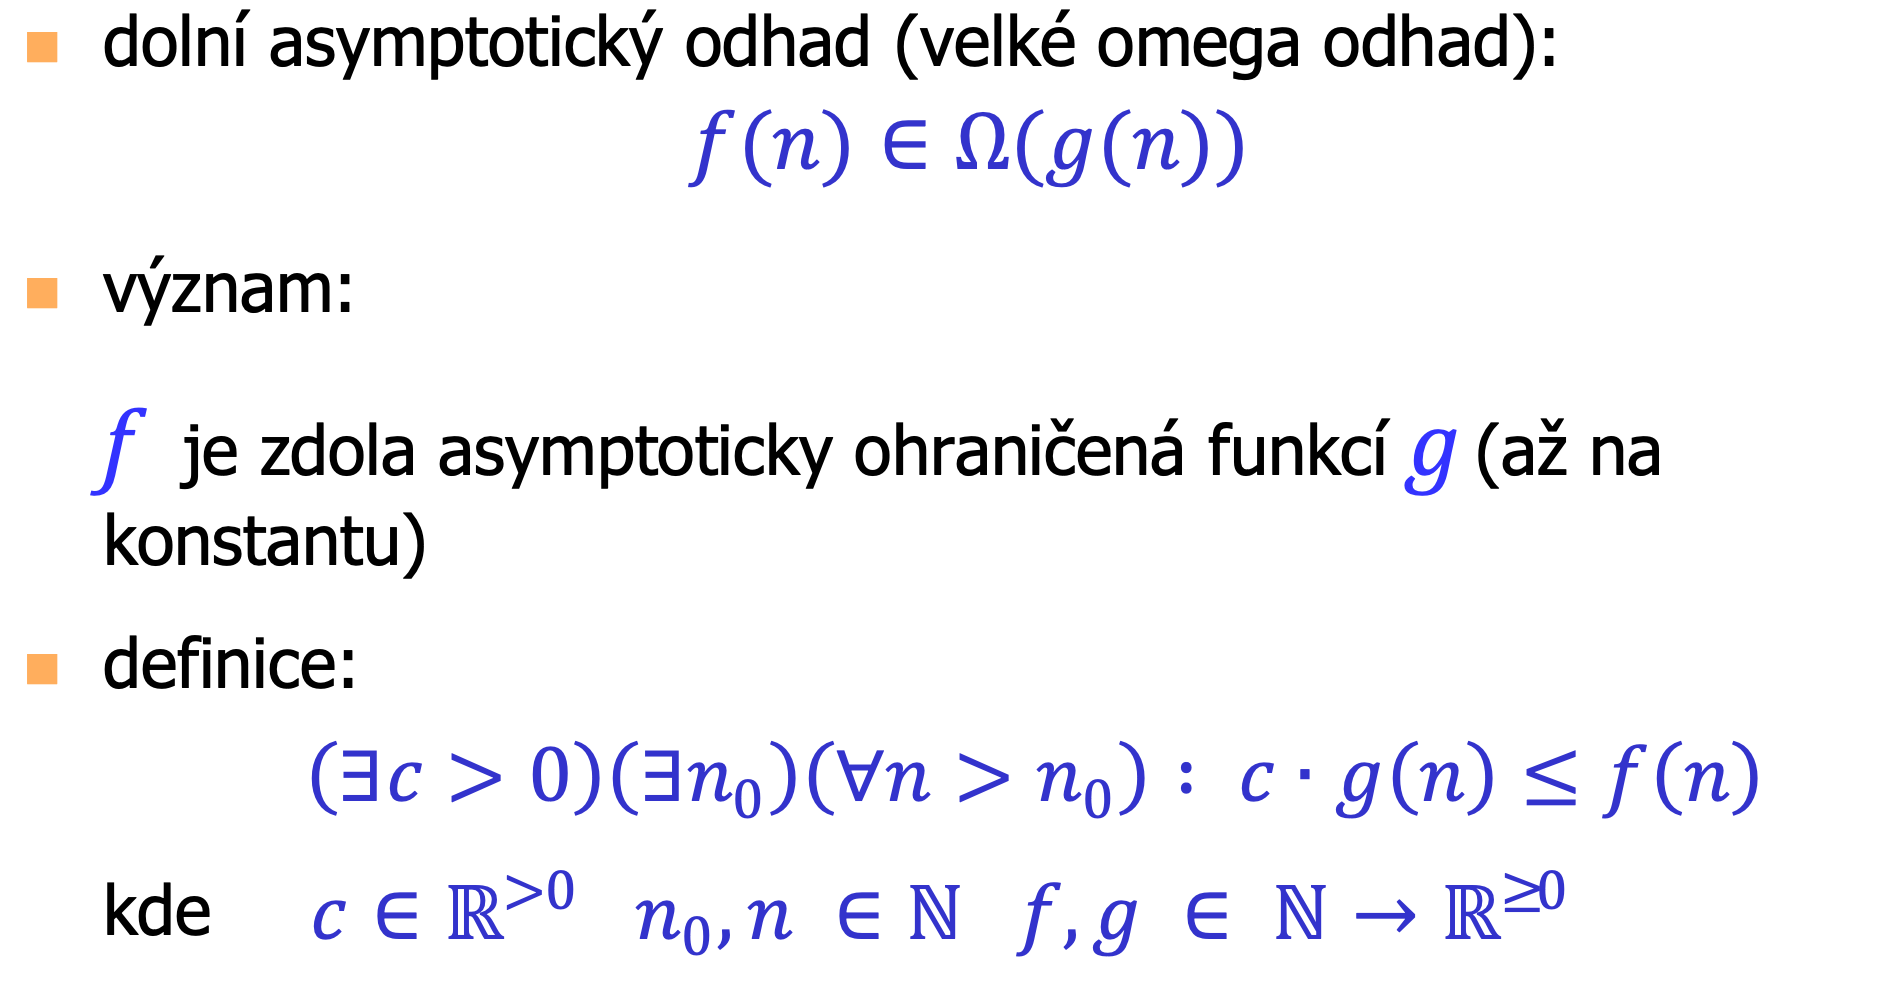 dolní asymptotický odhad (velké omega odhad):
f(n) ∈ Ω(g(n))
význam:
f je zdola asymptoticky ohraničená funkcí g (až na
konstantu)
definice:
(∃c > 0)(∃n₀)(∀n > n₀) : c · g(n) ≤ f(n)
kde c ∈ ℝ^{>0} n₀, n ∈ ℕ f, g ∈ ℕ → ℝ^{≥0}